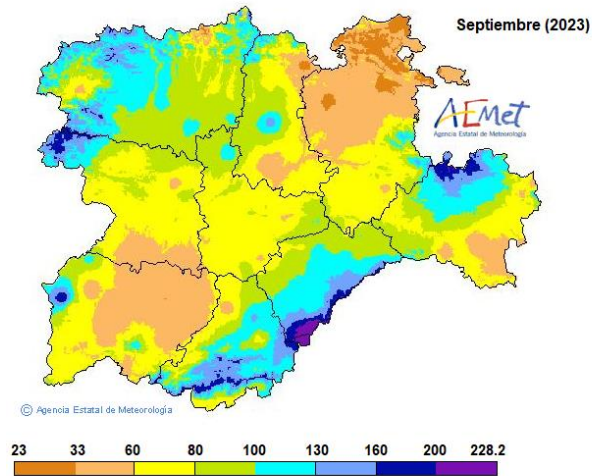 Septiembre (2023)
AEMet
Agencia Estatal de Meteorología
© Agencia Estatal de Meteorología
23 33 60 80 100 130 160 200 228.2